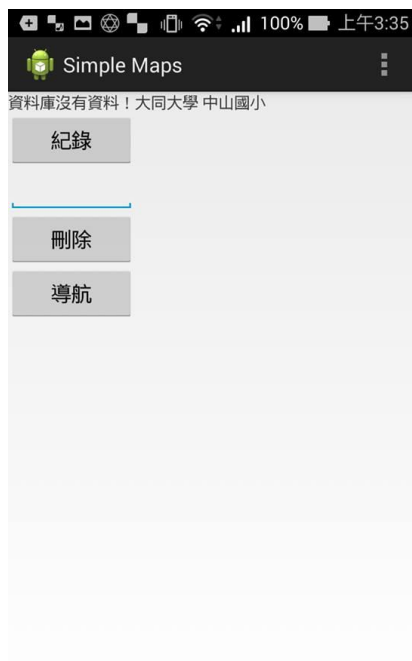 100% 上午3:35
Simple Maps
資料庫沒有資料！大同大學 中山國小
紀錄
刪除
導航